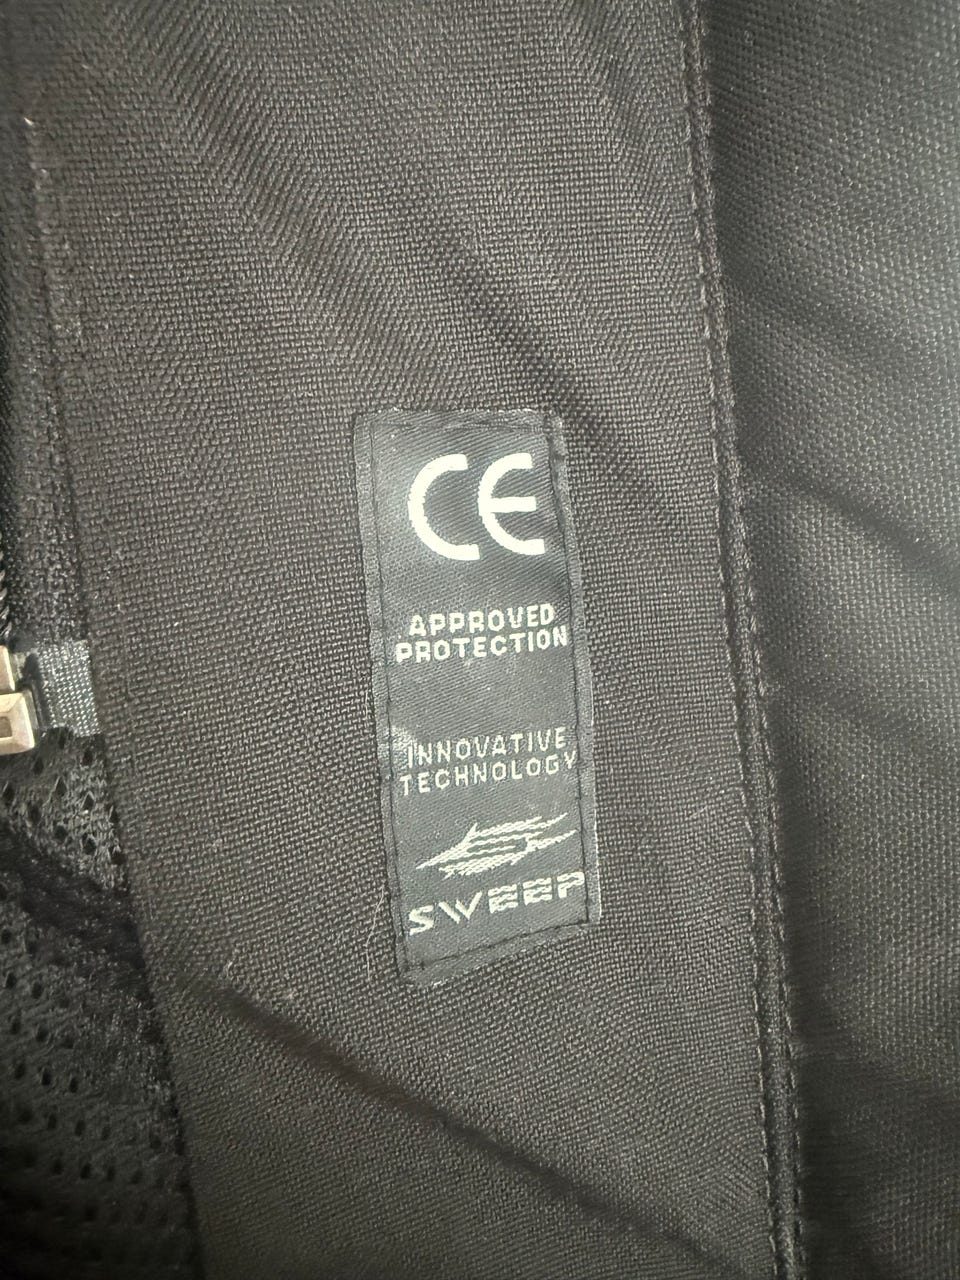 CE
APPROVED
PROTECTION
INNOVATIVE
TECHNOLOGY
SWEEP